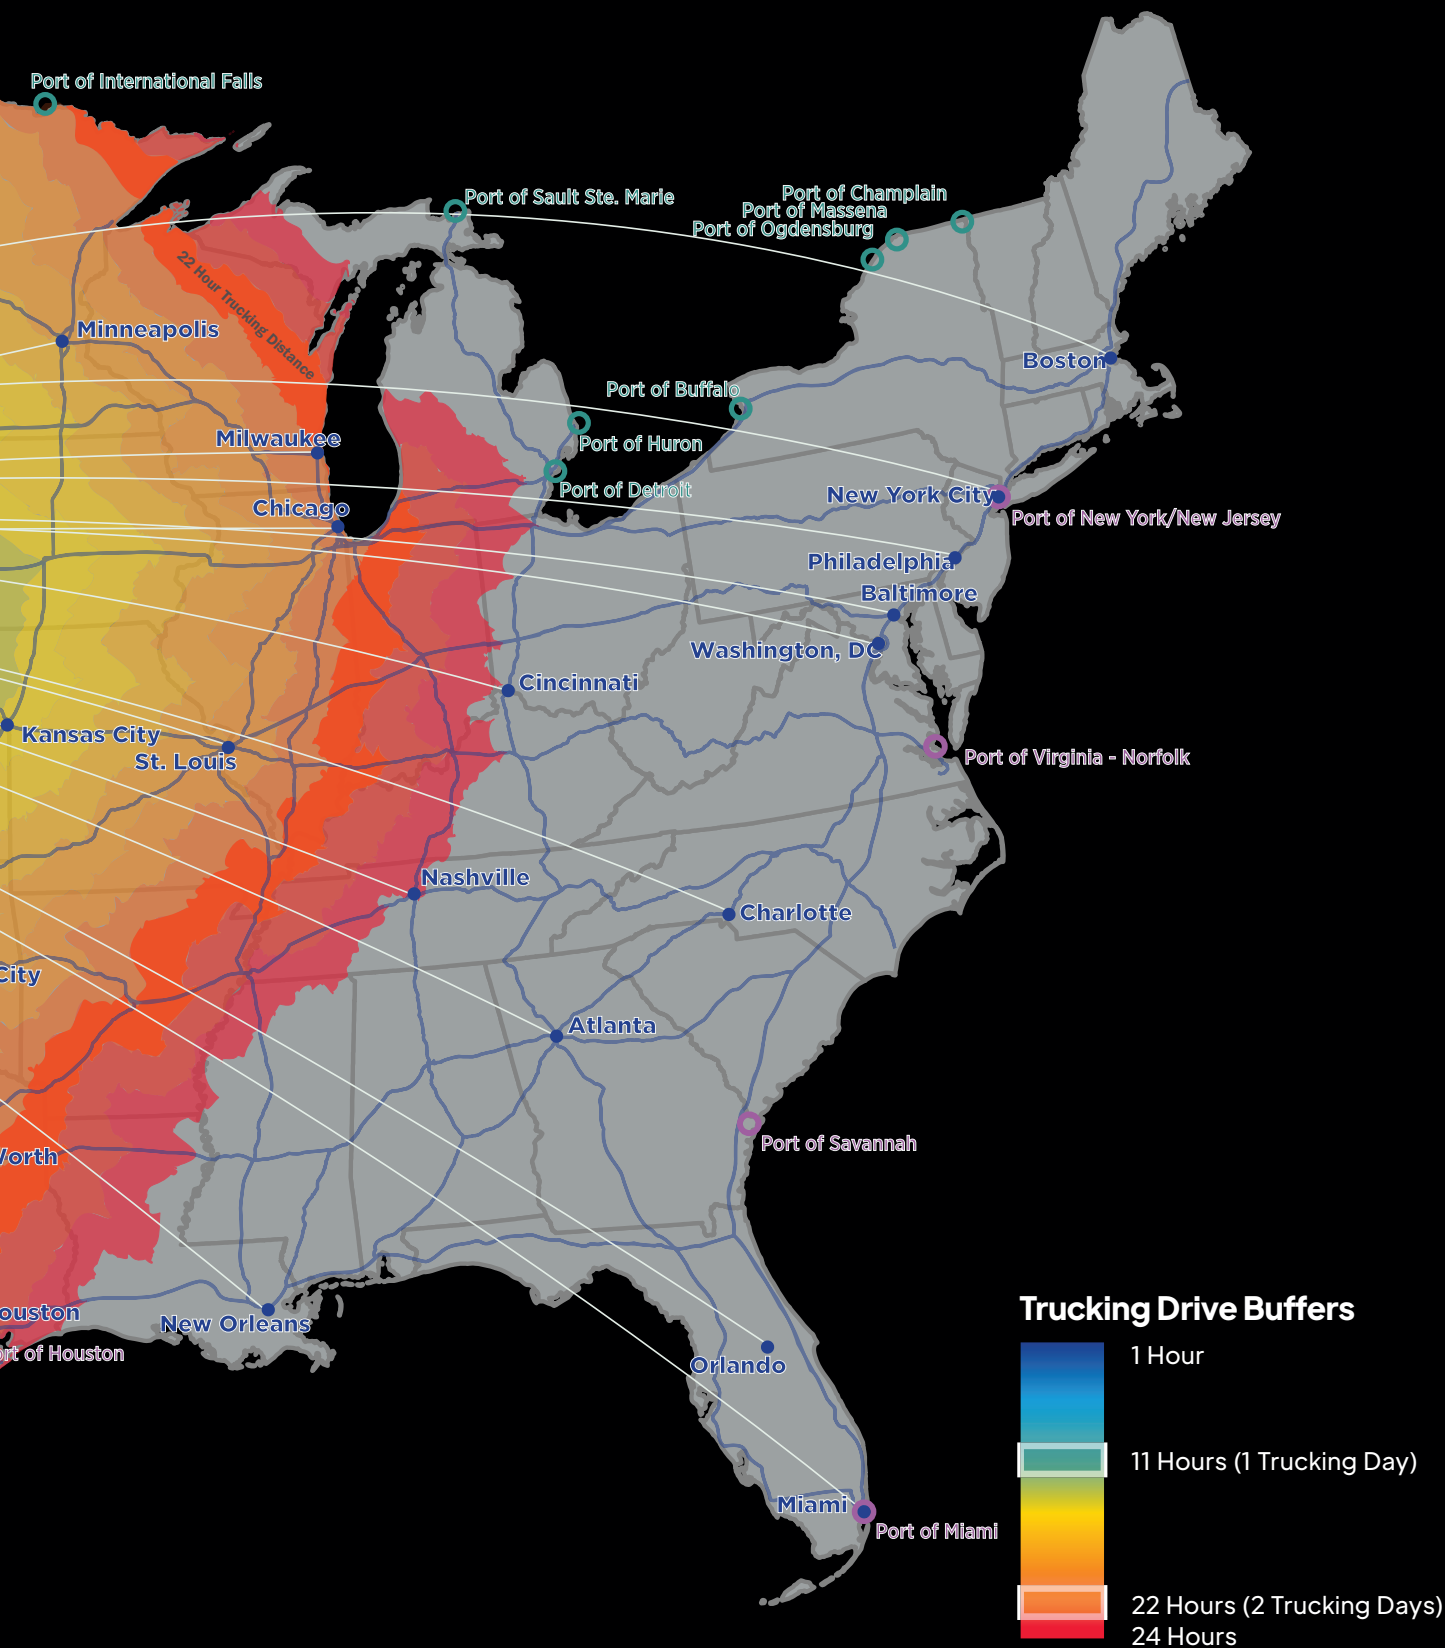 Port of International Falls
Port of Sault Ste. Marie
Port of Champlain
Port of Massena
Port of Ogdensburg
22 Hour Trucking Distance
Minneapolis
Boston
Port of Buffalo
Milwaukee
Port of Huron
Port of Detroit
New York City
Chicago
Port of New York/New Jersey
Philadelphia
Baltimore
Washington, DC
Cincinnati
Kansas City
St. Louis
Port of Virginia - Norfolk
Nashville
Charlotte
City
Atlanta
Port of Savannah
Worth
ouston
New Orleans
ort of Houston
Orlando
Miami
Port of Miami
Trucking Drive Buffers
1 Hour
11 Hours (1 Trucking Day)
22 Hours (2 Trucking Days)
24 Hours